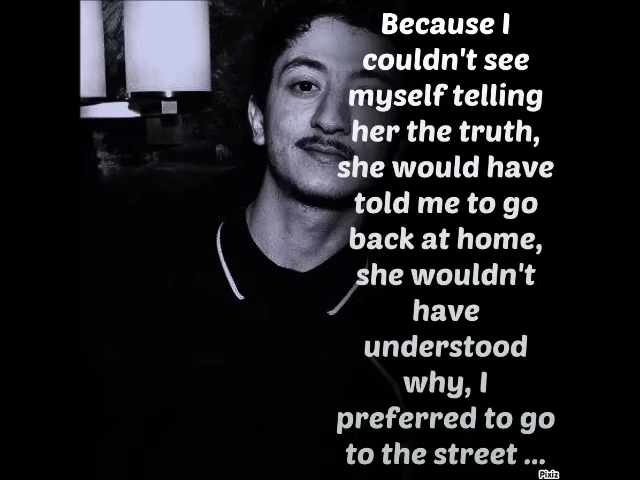 Because I
couldn't see
myself telling
her the truth,
she would have
told me to go
back at home,
she wouldn't
have
understood
why, I
preferred to go
to the street ...
Pixiz